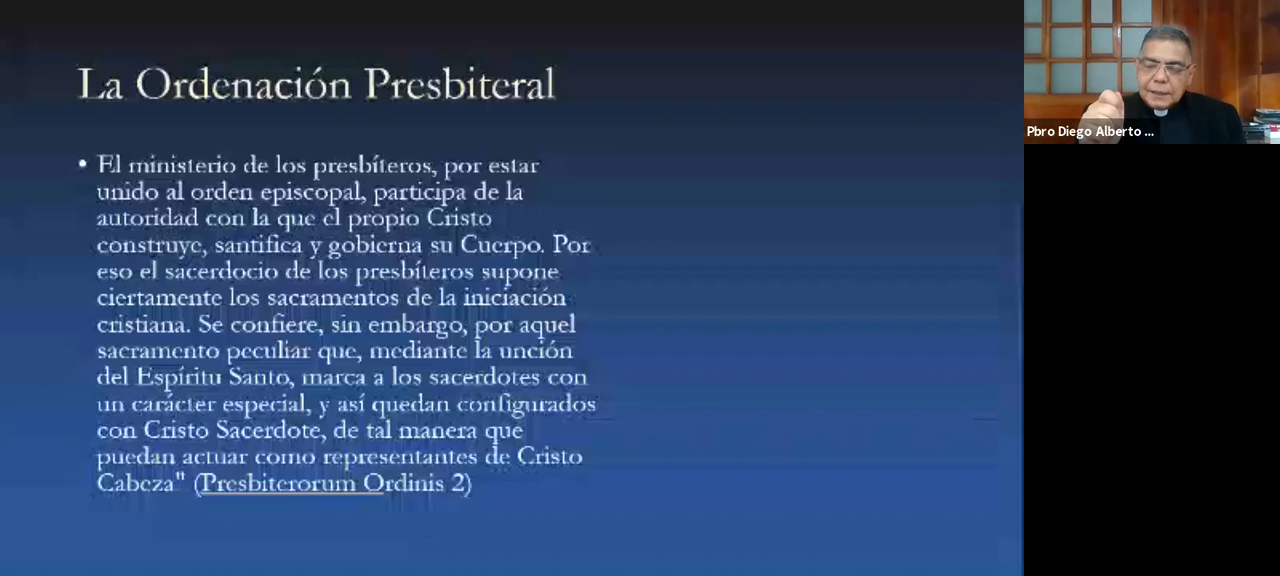 La Ordenación Presbiteral
• El ministerio de los presbíteros, por estar
unido al orden episcopal, participa de la
autoridad con la que el propio Cristo
construye, santifica y gobierna su Cuerpo. Por
eso el sacerdocio de los presbíteros supone
ciertamente los sacramentos de la iniciación
cristiana. Se confiere, sin embargo, por aquel
sacramento peculiar que, mediante la unción
del Espíritu Santo, marca a los sacerdotes con
un carácter especial, y así quedan configurados
con Cristo Sacerdote, de tal manera que
puedan actuar como representantes de Cristo
Cabeza" (Presbiterorum Ordinis 2)
Pbro Diego Alberto ...